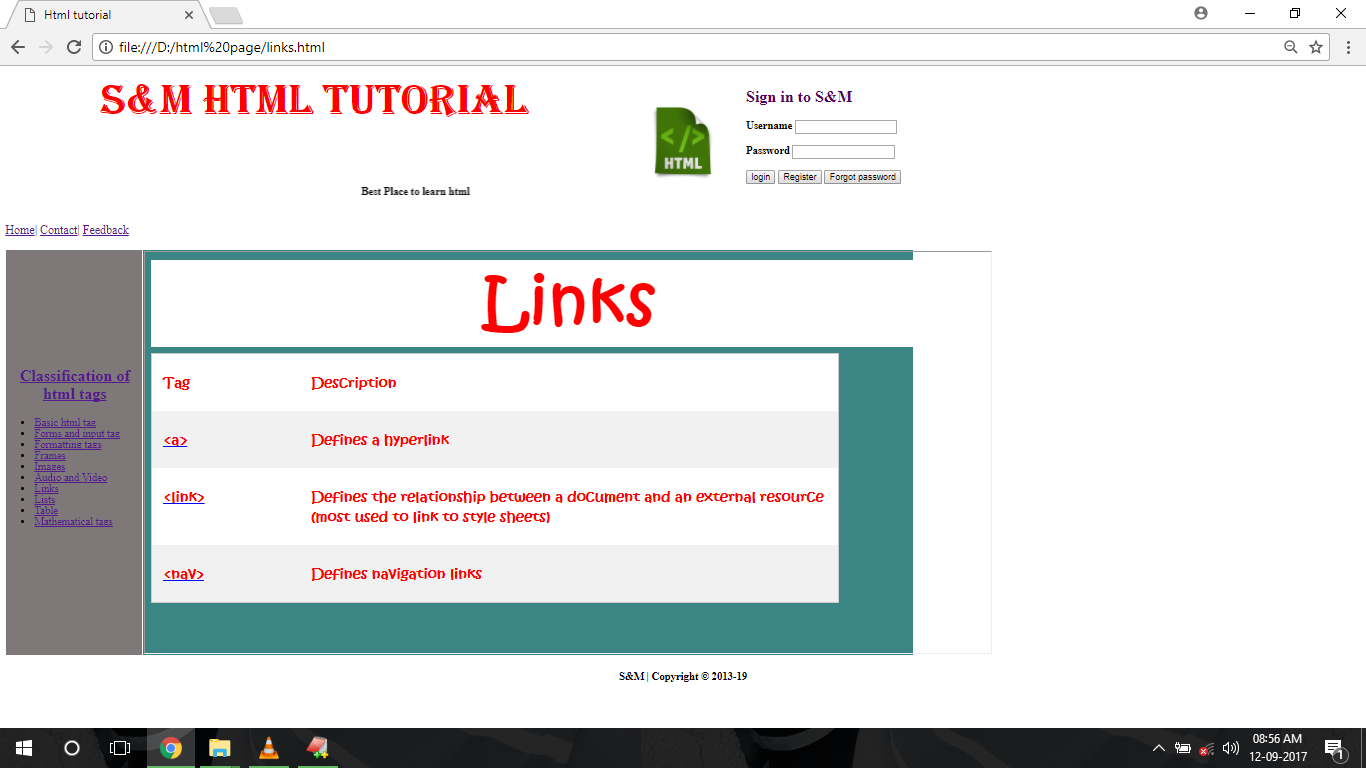 Html tutorial
file:///D:/html%20page/links.html
S&M HTML TUTORIAL
</>
HTML
Best Place to learn html
Sign in to S&M
Username
Password
login Register Forgot password
Home| Contact| Feedback
Classification of
html tags
Basic html tag
Forms and input tag
Formatting tags
Frames
Images
Audio and Video
Links
Lists
Table
Mathematical tags
Links
Tag Description
<a> Defines a hyperlink
<link> Defines the relationship between a document and an external resource
(most used to link to style sheets)
<nav> Defines navigation links
S&M | Copyright © 2013-19
08:56 AM
12-09-2017
1